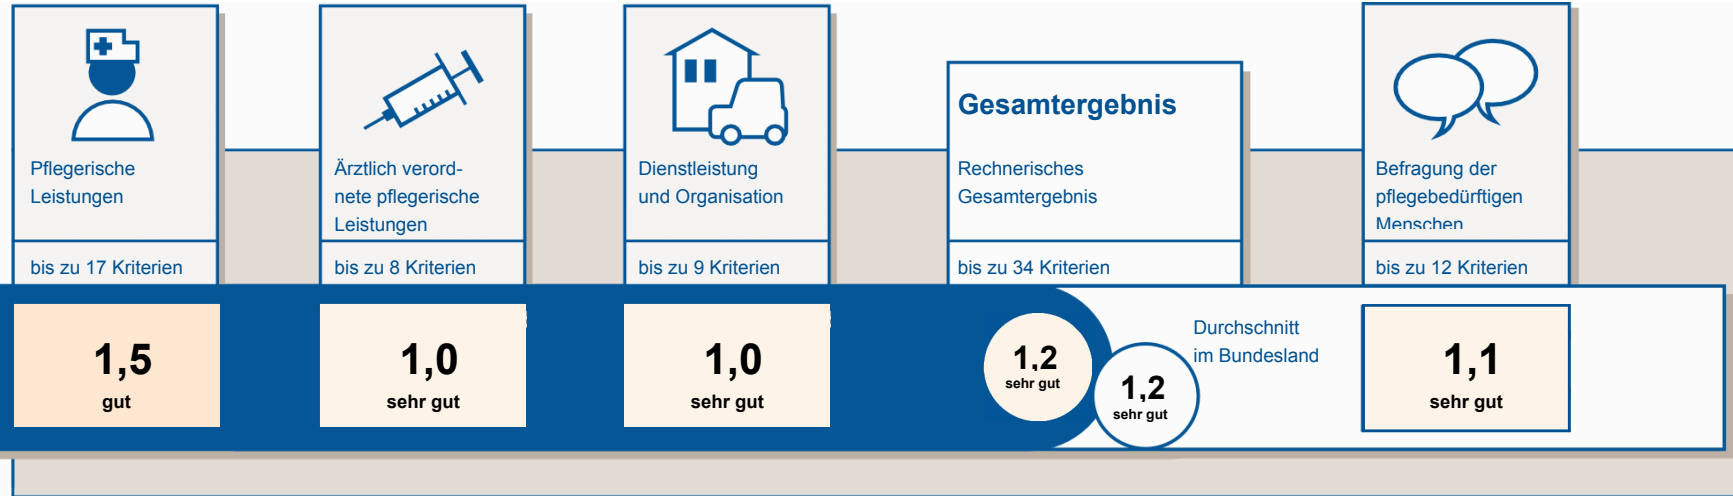 Pflegerische
Leistungen
bis zu 17 Kriterien
1,5
gut
Ärztlich verord-
nete pflegerische
Leistungen
bis zu 8 Kriterien
1,0
sehr gut
Dienstleistung
und Organisation
bis zu 9 Kriterien
1,0
sehr gut
Gesamtergebnis
Rechnerisches
Gesamtergebnis
bis zu 34 Kriterien
1,2
sehr gut
Durchschnitt
im Bundesland
1,2
sehr gut
Befragung der
pflegebedürftigen
Menschen
bis zu 12 Kriterien
1,1
sehr gut